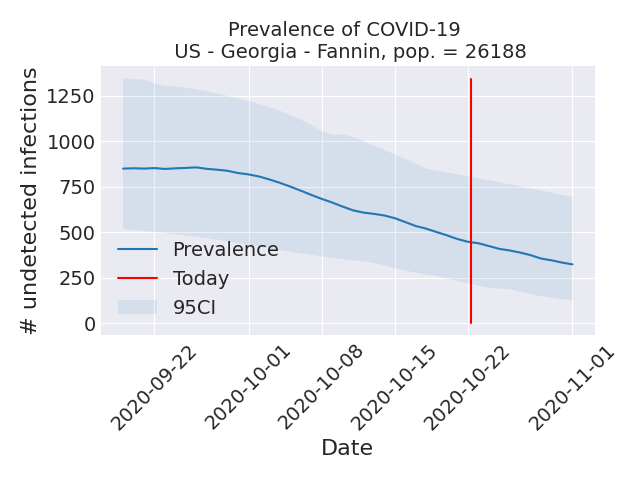 Prevalence of COVID-19
US - Georgia - Fannin, pop. = 26188
# undetected infections
1250
1000
750
500
250
0
Prevalence
Today
95CI
2020-09-22
2020-10-01
2020-10-08
2020-10-15
2020-10-22
2020-11-01
Date